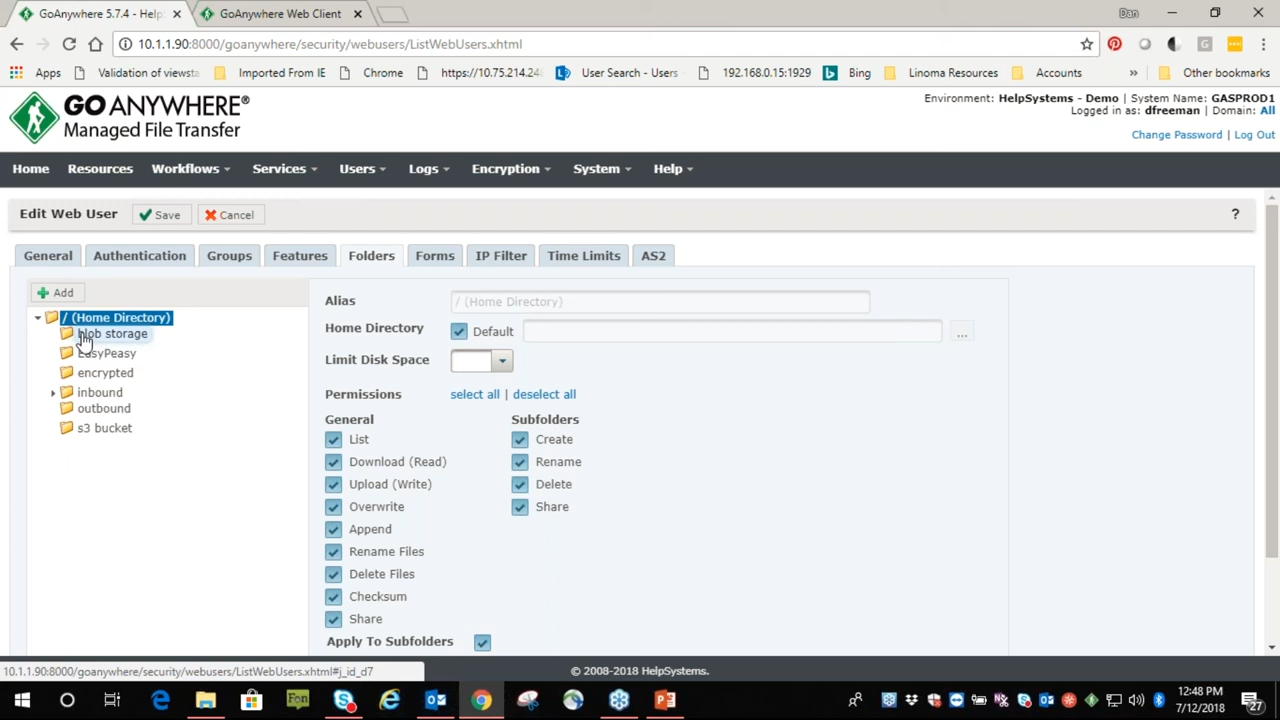 GoAnywhere 5.7.4 - Help
GoAnywhere Web Client
Dan
10.1.1.90:8000/goanywhere/security/webusers/ListWebUsers.xhtml
Apps
Validation of viewsta
Imported From IE
Chrome
https://10.75.214.24
User Search - Users
192.168.0.15:1929
Bing
Linoma Resources
Accounts
»
Other bookmarks
GO ANYWHERE®
Managed File Transfer
Environment: HelpSystems - Demo | System Name: GASPROD1
Logged in as: dfreeman | Domain: All
Change Password | Log Out
Home Resources Workflows Services Users Logs Encryption System Help
Edit Web User Save Cancel ?
General Authentication Groups Features Folders Forms IP Filter Time Limits AS2
Add
/ (Home Directory)
blob storage
EasyPeasy
encrypted
inbound
outbound
s3 bucket
Alias / (Home Directory)
Home Directory Default ...
Limit Disk Space
Permissions select all | deselect all
General Subfolders
List Create
Download (Read) Rename
Upload (Write) Delete
Overwrite Share
Append
Rename Files
Delete Files
Checksum
Share
Apply To Subfolders
10.1.1.90:8000/goanywhere/security/webusers/ListWebUsers.xhtml#j_id_d7
© 2008-2018 HelpSystems.
Fon
12:48 PM
7/12/2018
27